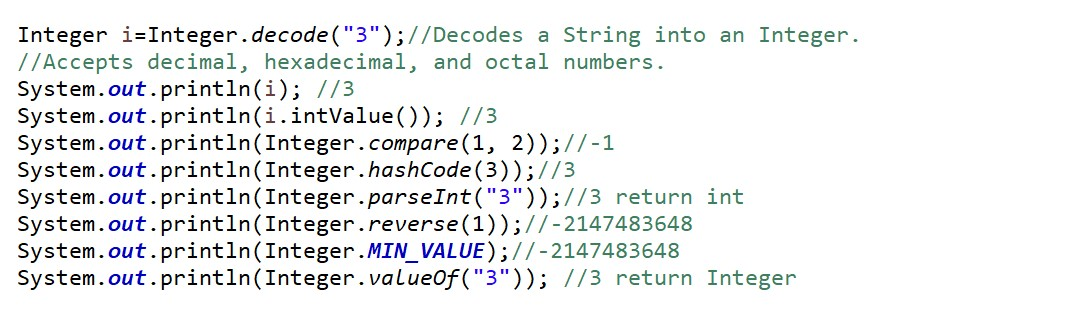 Integer i=Integer.decode("3");//Decodes a String into an Integer.
//Accepts decimal, hexadecimal, and octal numbers.
System.out.println(i); //3
System.out.println(i.intValue()); //3
System.out.println(Integer.compare(1, 2));//-1
System.out.println(Integer.hashCode(3));//3
System.out.println(Integer.parseInt("3"));//3 return int
System.out.println(Integer.reverse(1));//-2147483648
System.out.println(Integer.MIN_VALUE);//-2147483648
System.out.println(Integer.valueOf("3")); //3 return Integer